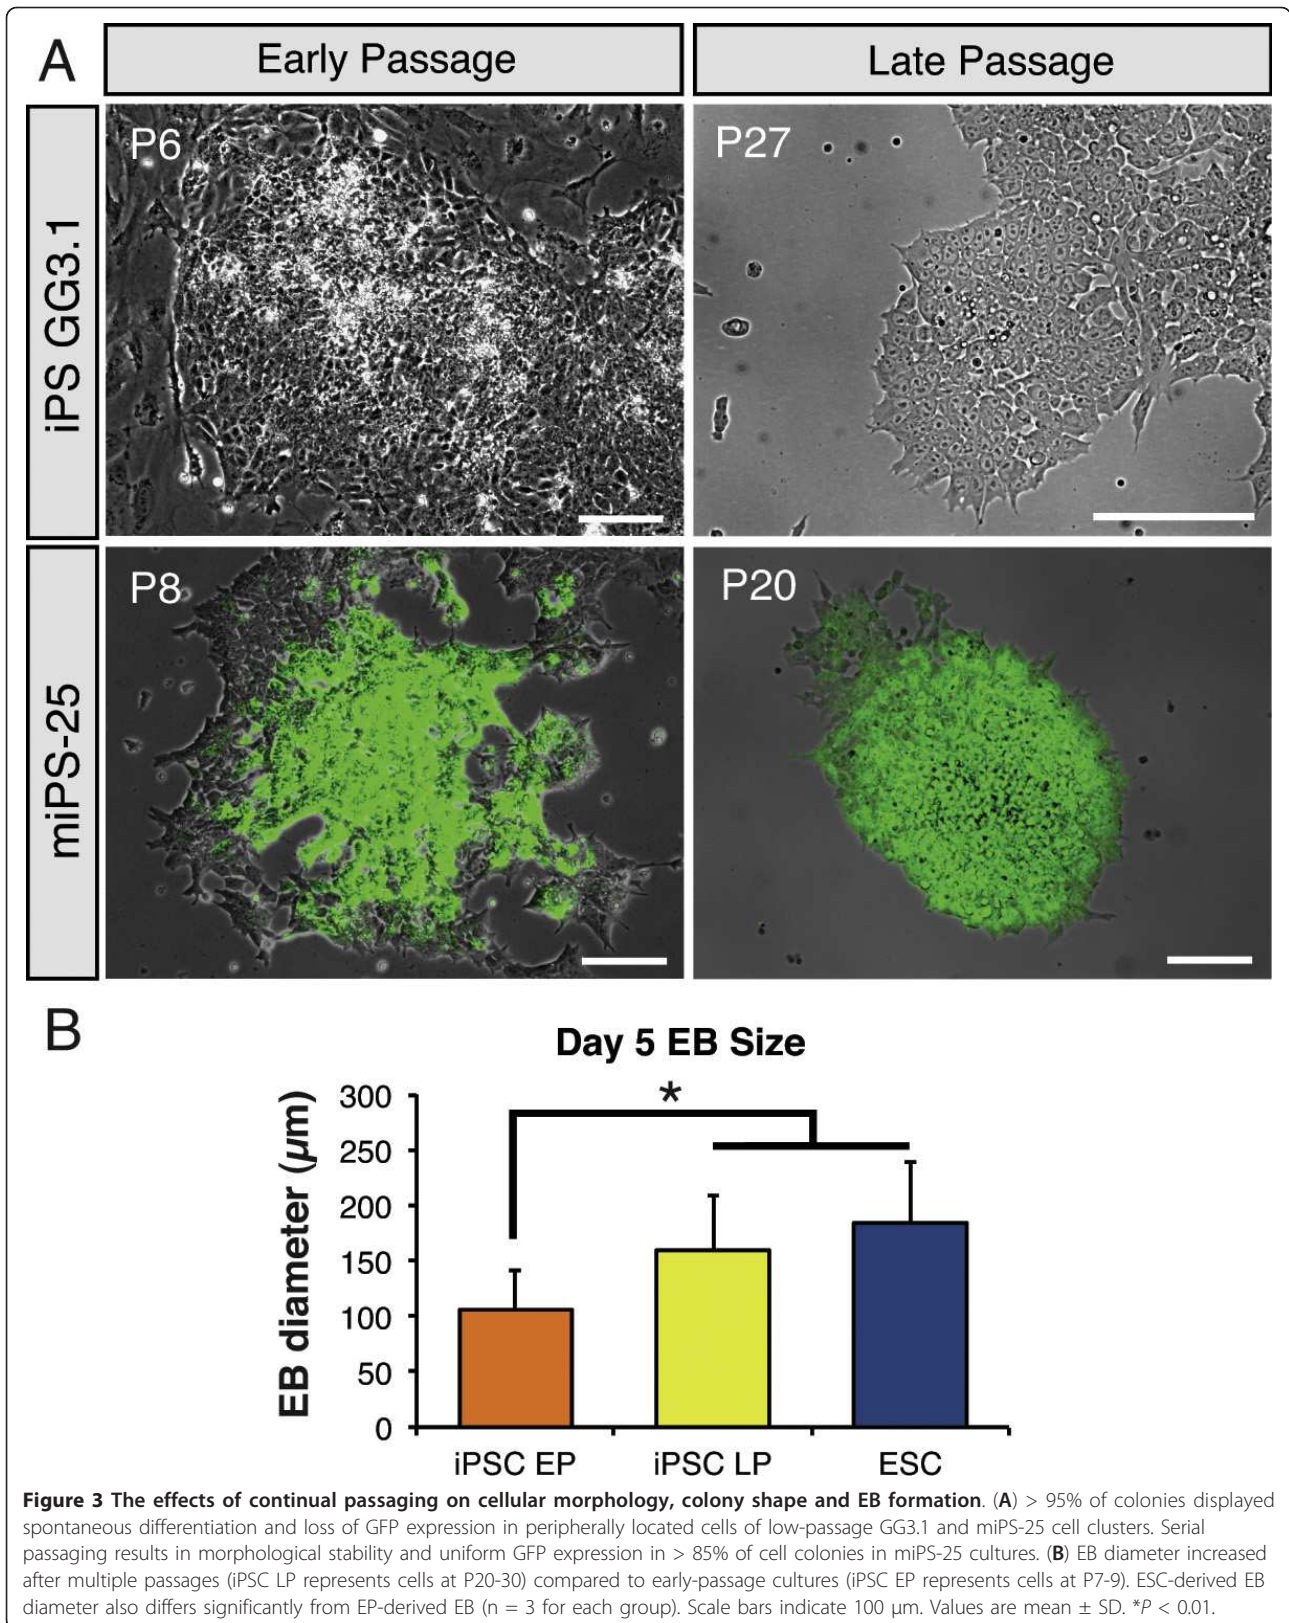 A
Early Passage
Late Passage
iPS GG3.1
P6
P27
miPS-25
P8
P20
B
Day 5 EB Size
*
EB diameter (µm)
300
250
200
150
100
50
0
iPSC EP
iPSC LP
ESC
Figure 3 The effects of continual passaging on cellular morphology, colony shape and EB formation. (A) > 95% of colonies displayed
spontaneous differentiation and loss of GFP expression in peripherally located cells of low-passage GG3.1 and miPS-25 cell clusters. Serial
passaging results in morphological stability and uniform GFP expression in > 85% of cell colonies in miPS-25 cultures. (B) EB diameter increased
after multiple passages (iPSC LP represents cells at P20-30) compared to early-passage cultures (iPSC EP represents cells at P7-9). ESC-derived EB
diameter also differs significantly from EP-derived EB (n = 3 for each group). Scale bars indicate 100 µm. Values are mean ± SD. *P < 0.01.